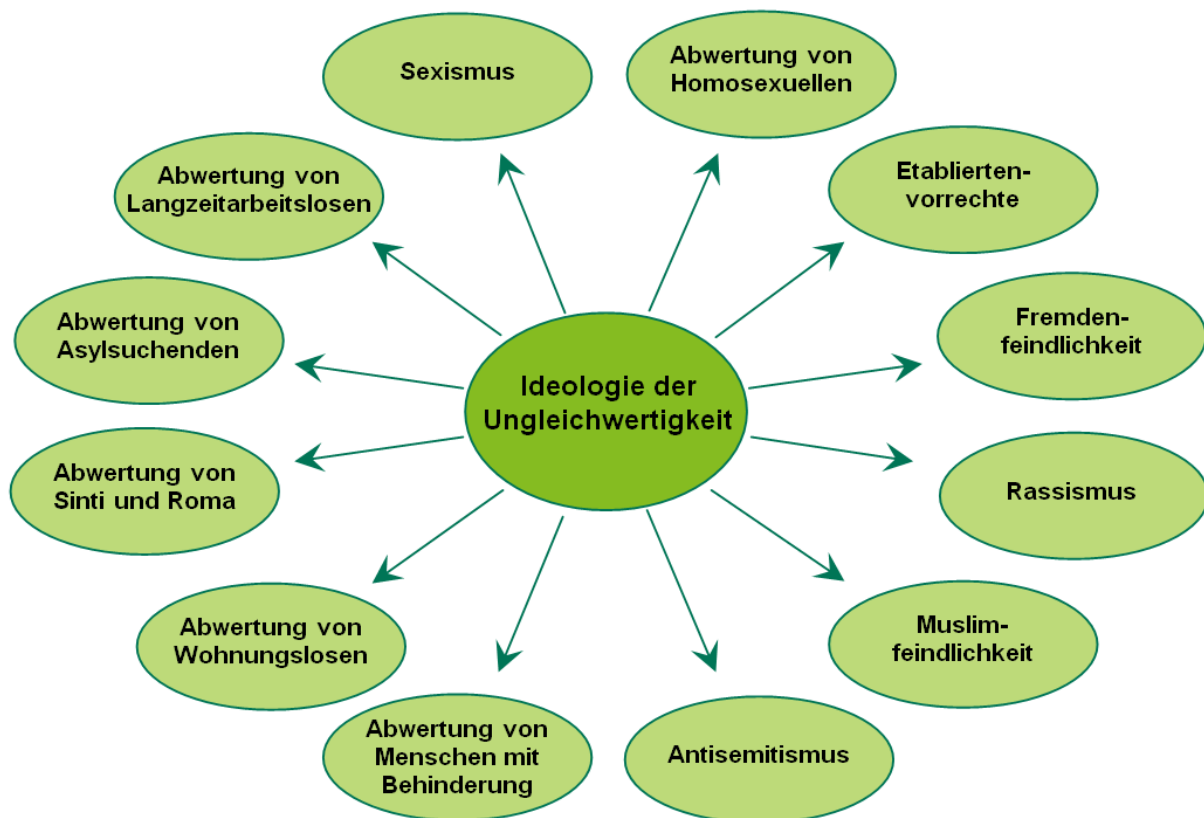 Sexismus
Abwertung von
Homosexuellen
Abwertung von
Langzeitarbeitslosen
Etablierten-
vorrechte
Abwertung von
Asylsuchenden
Fremden-
feindlichkeit
Ideologie der
Ungleichwertigkeit
Abwertung von
Sinti und Roma
Rassismus
Abwertung von
Wohnungslosen
Muslim-
feindlichkeit
Abwertung von
Menschen mit
Behinderung
Antisemitismus